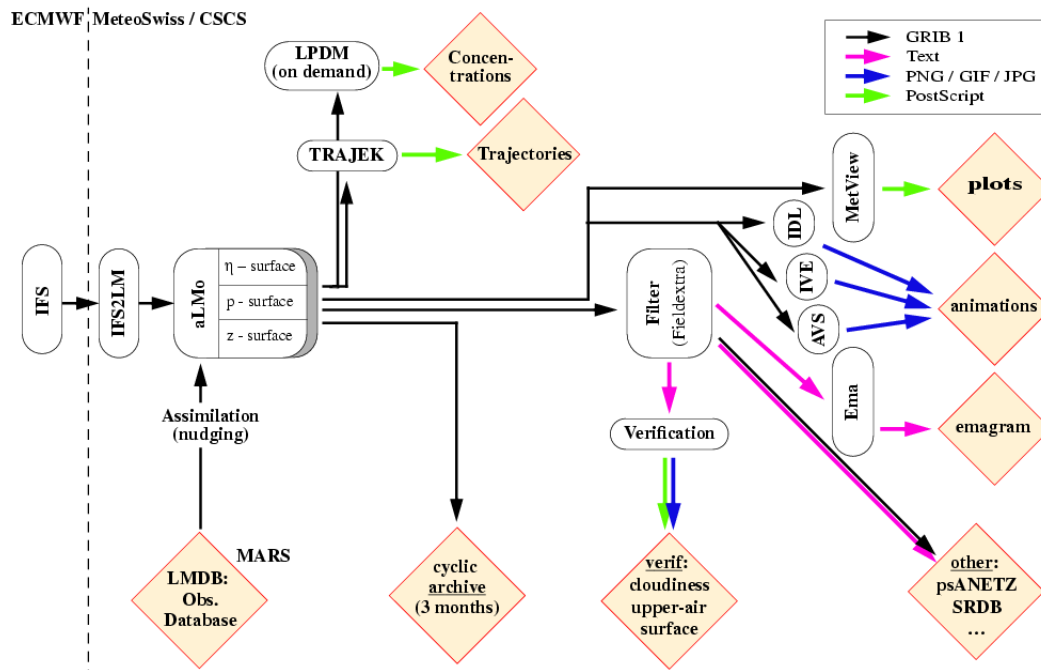 ECMWF
MeteoSwiss / CSCS
GRIB 1
Text
PNG / GIF / JPG
PostScript
LPDM
(on demand)
Concen-
trations
TRAJEK
Trajectories
MetView
plots
IDL
IVE
AVS
animations
IFS
IFS2LM
aLMo
η – surface
p - surface
z - surface
Filter
(Fieldextra)
Ema
emagram
Assimilation
(nudging)
Verification
MARS
LMDB:
Obs.
Database
cyclic
archive
(3 months)
verif:
cloudiness
upper-air
surface
other:
psANETZ
SRDB
...